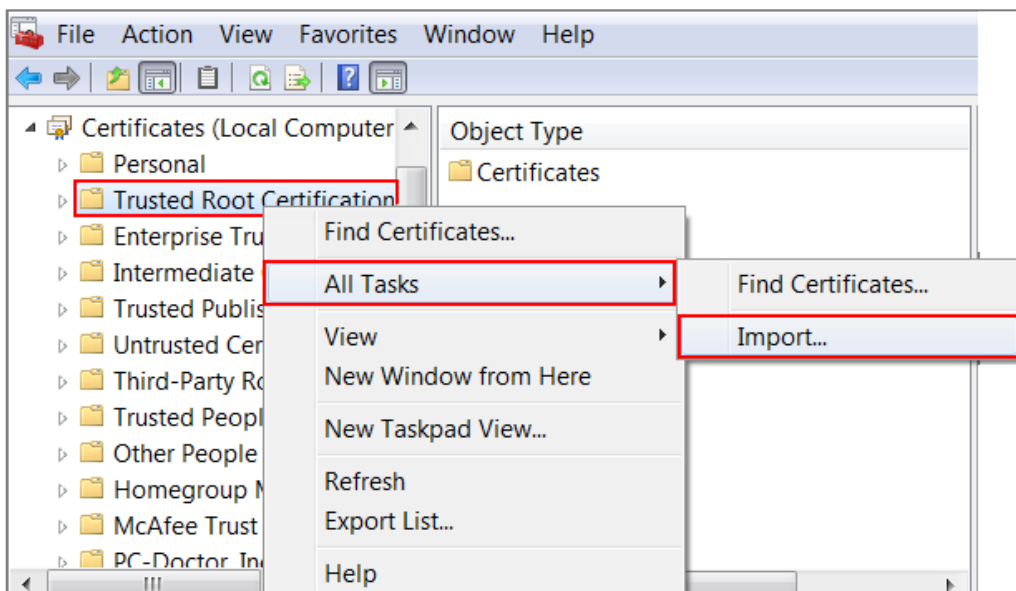 File Action View Favorites Window Help
Certificates (Local Computer
Personal
Trusted Root Certification
Enterprise Tru
Intermediate
Trusted Publis
Untrusted Cer
Third-Party Ro
Trusted Peopl
Other People
Homegroup M
McAfee Trust
PC-Doctor, In
Object Type
Certificates
Find Certificates...
All Tasks
View
New Window from Here
New Taskpad View...
Refresh
Export List...
Help
Find Certificates...
Import...